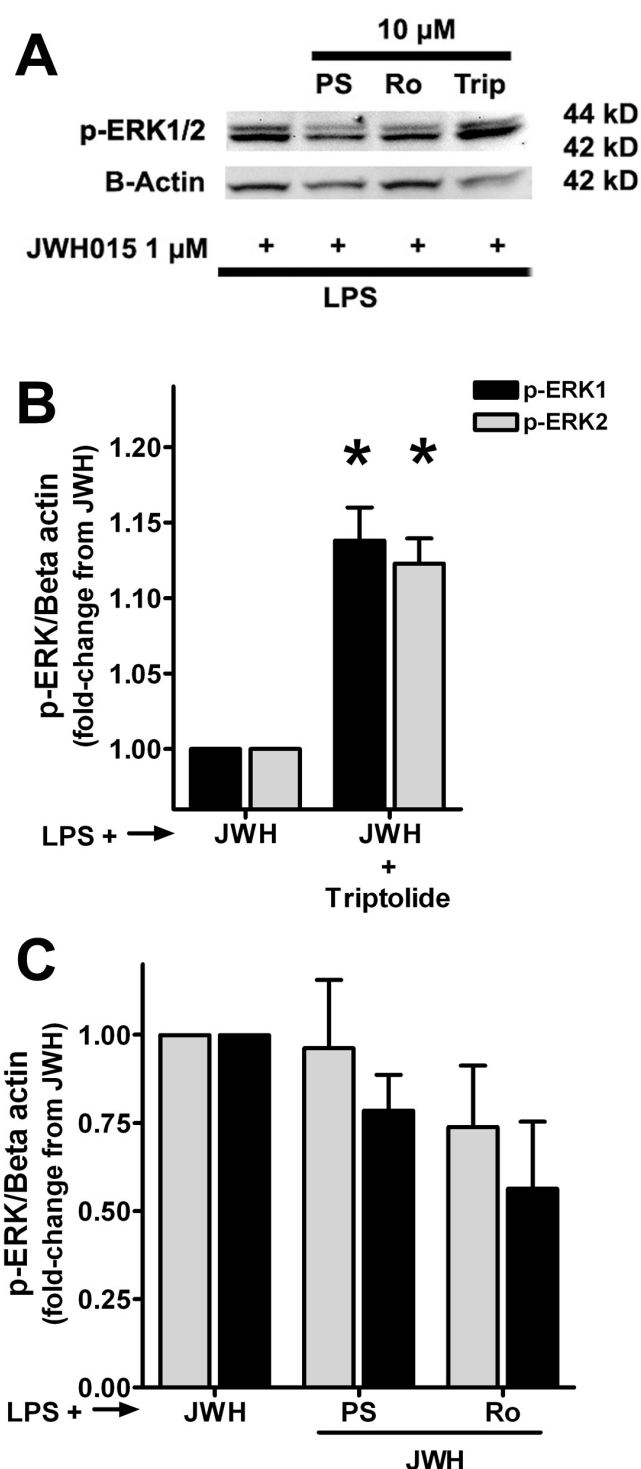 A
10 µM
PS Ro Trip
p-ERK1/2
44 kD
42 kD
B-Actin
42 kD
JWH015 1 µM + + + +
LPS
B
p-ERK1
p-ERK2
p-ERK/Beta actin
(fold-change from JWH)
1.20
1.15
1.10
1.05
1.00
* *
LPS +
JWH
JWH
+
Triptolide
C
p-ERK/Beta actin
(fold-change from JWH)
1.00
0.75
0.50
0.25
0.00
LPS +
JWH PS Ro
JWH